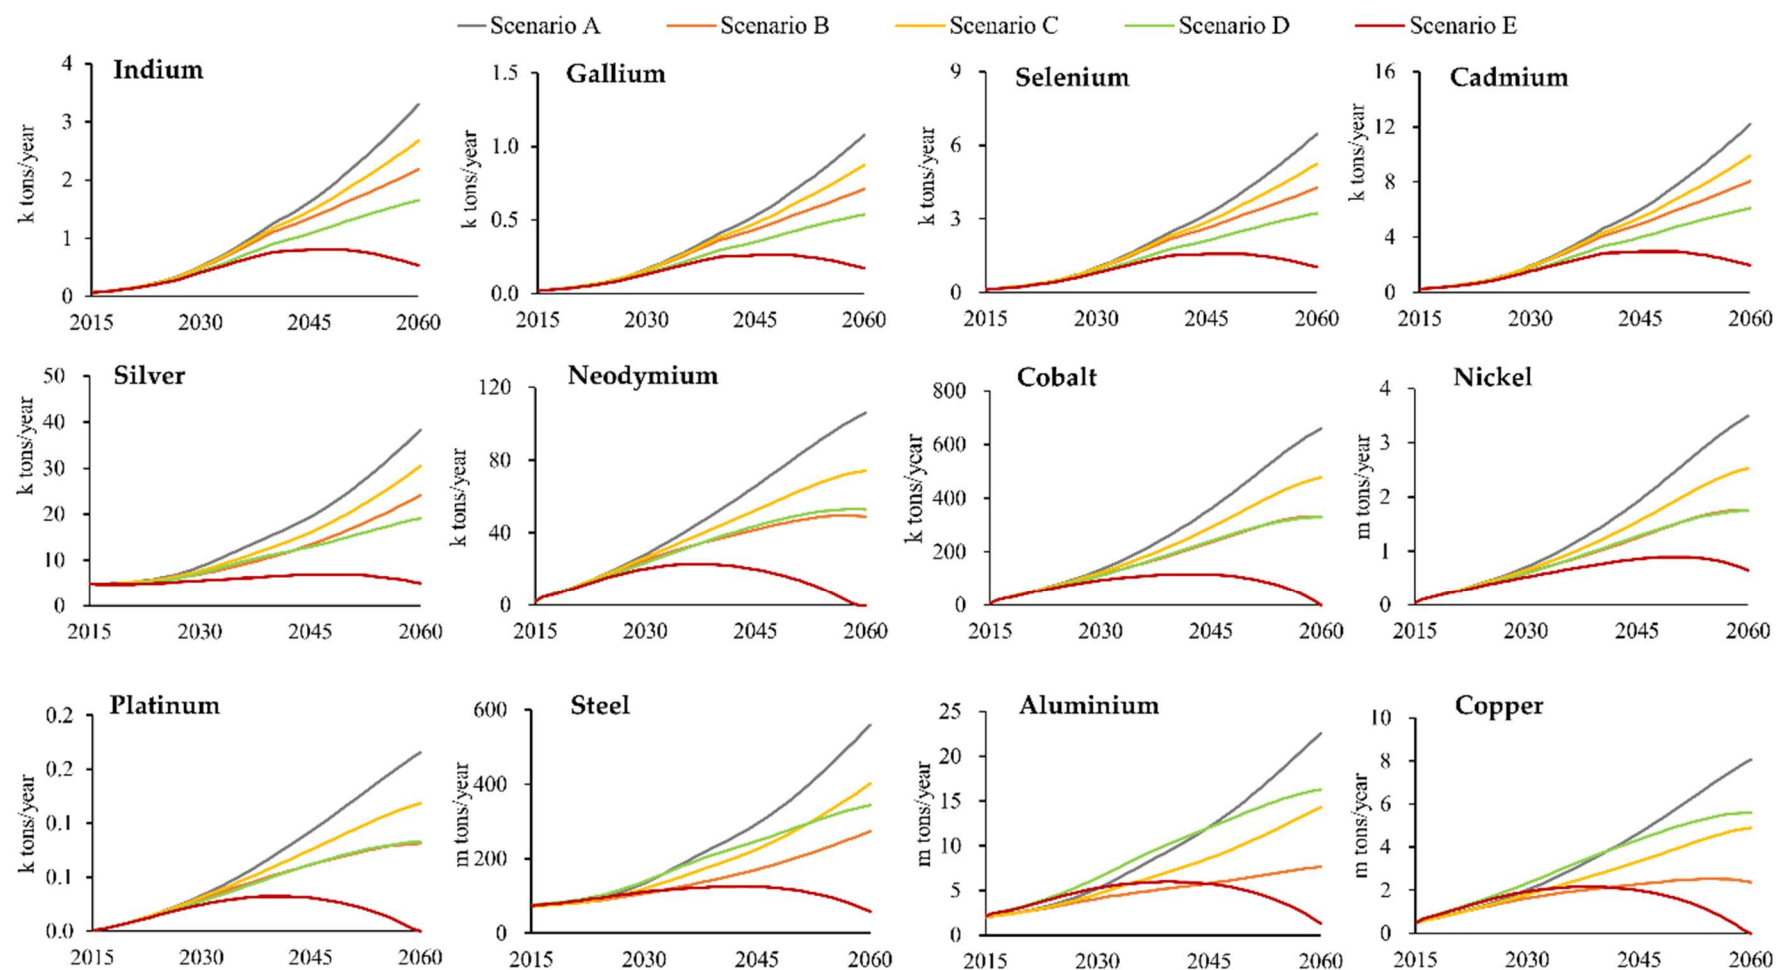 Scenario A Scenario B Scenario C Scenario D Scenario E
Indium
k tons/year
4
3
2
1
0
2015 2030 2045 2060
Gallium
k tons/year
1.5
1.0
0.5
0.0
2015 2030 2045 2060
Selenium
k tons/year
9
6
3
0
2015 2030 2045 2060
Cadmium
k tons/year
16
12
8
4
0
2015 2030 2045 2060
Silver
k tons/year
50
40
30
20
10
0
2015 2030 2045 2060
Neodymium
k tons/year
120
80
40
0
2015 2030 2045 2060
Cobalt
k tons/year
800
600
400
200
0
2015 2030 2045 2060
Nickel
m tons/year
4
3
2
1
0
2015 2030 2045 2060
Platinum
k tons/year
0.2
0.2
0.1
0.1
0.0
2015 2030 2045 2060
Steel
m tons/year
600
400
200
0
2015 2030 2045 2060
Aluminium
m tons/year
25
20
15
10
5
0
2015 2030 2045 2060
Copper
m tons/year
10
8
6
4
2
0
2015 2030 2045 2060